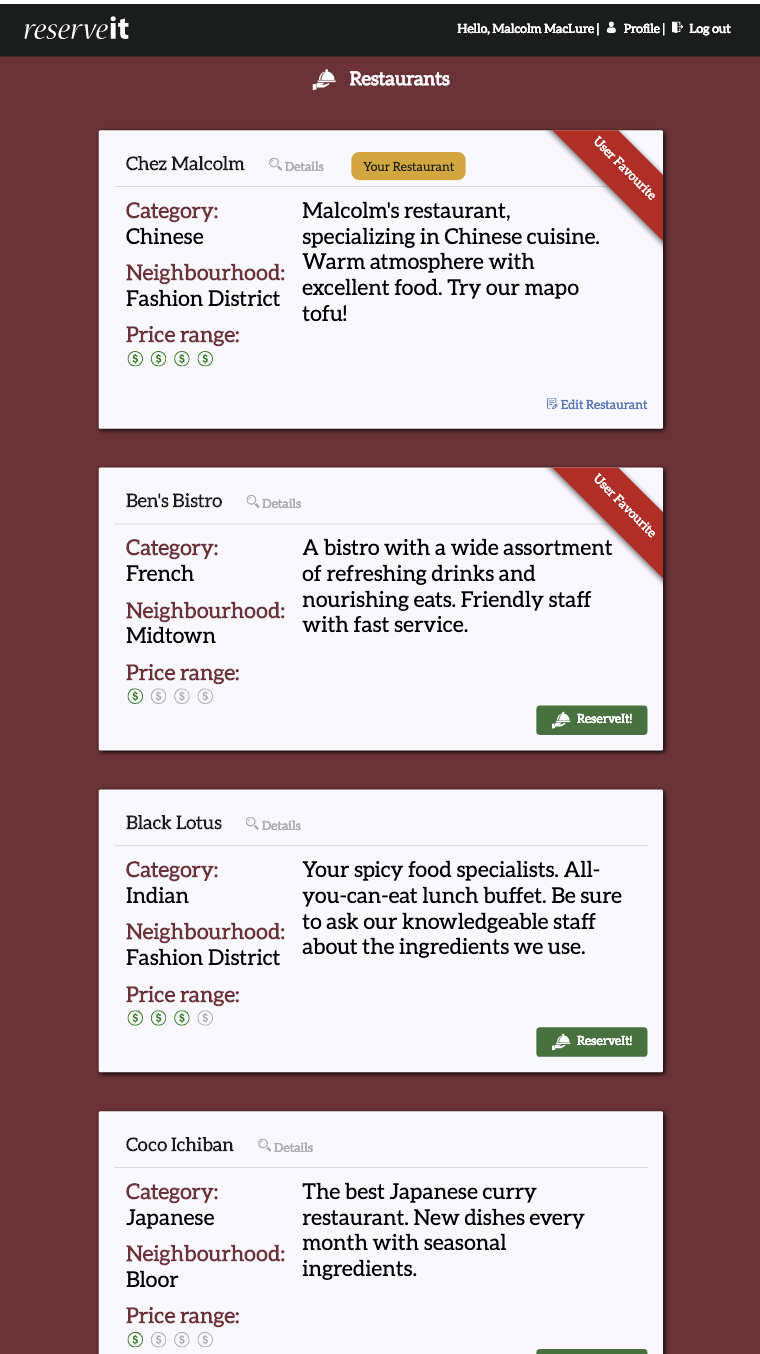 reserveit
Hello, Malcolm MacLure | Profile | Log out
Restaurants
Chez Malcolm
Details
Your Restaurant
User Favourite
Category:
Chinese
Neighbourhood:
Fashion District
Price range:
$ $ $ $
Malcolm's restaurant,
specializing in Chinese cuisine.
Warm atmosphere with
excellent food. Try our mapo
tofu!
Edit Restaurant
Ben's Bistro
Details
User Favourite
Category:
French
Neighbourhood:
Midtown
Price range:
$ $ $ $
A bistro with a wide assortment
of refreshing drinks and
nourishing eats. Friendly staff
with fast service.
ReserveIt!
Black Lotus
Details
Category:
Indian
Neighbourhood:
Fashion District
Price range:
$ $ $ $
Your spicy food specialists. All-
you-can-eat lunch buffet. Be sure
to ask our knowledgeable staff
about the ingredients we use.
ReserveIt!
Coco Ichiban
Details
Category:
Japanese
Neighbourhood:
Bloor
Price range:
$ $ $ $
The best Japanese curry
restaurant. New dishes every
month with seasonal
ingredients.